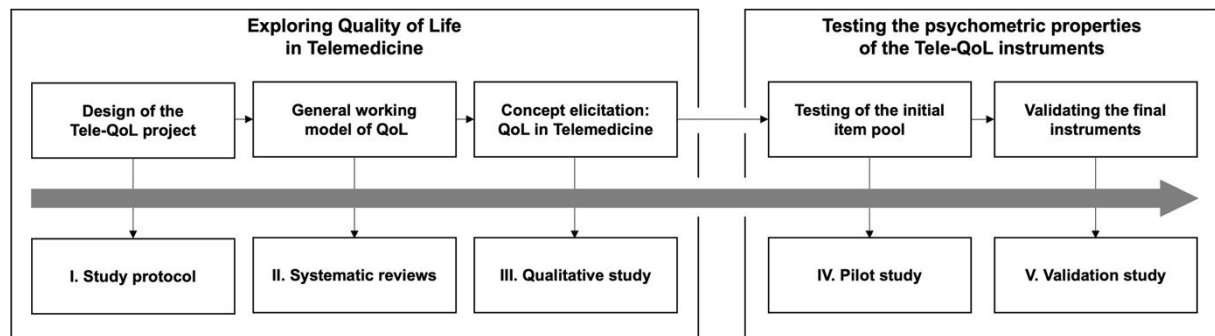 Exploring Quality of Life
in Telemedicine
Testing the psychometric properties
of the Tele-QoL instruments
Design of the
Tele-QoL project
General working
model of QoL
Concept elicitation:
QoL in Telemedicine
Testing of the initial
item pool
Validating the final
instruments
I. Study protocol
II. Systematic reviews
III. Qualitative study
IV. Pilot study
V. Validation study